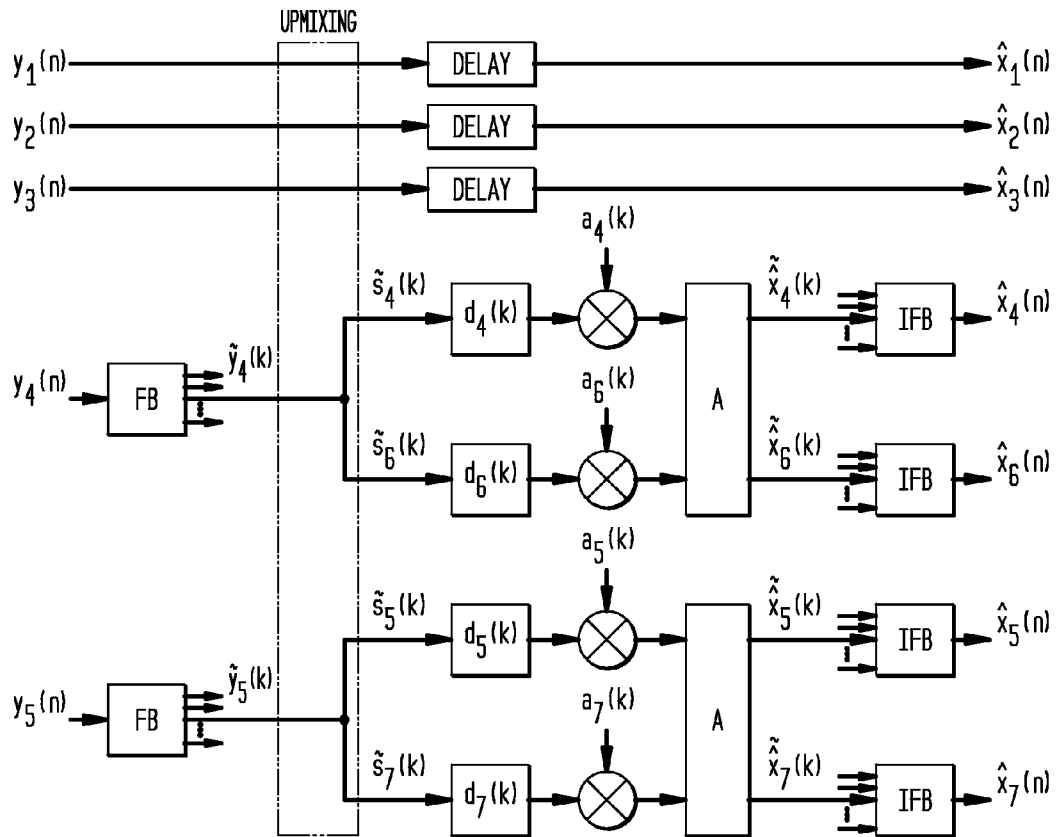 UPMIXING
y₁(n) DELAY x̂₁(n)
y₂(n) DELAY x̂₂(n)
y₃(n) DELAY x̂₃(n)
a₄(k)
s̃₄(k) d₄(k) x̃̂₄(k) IFB x̂₄(n)
y₄(n) FB ỹ₄(k) A
a₆(k)
s̃₆(k) d₆(k) x̃̂₆(k) IFB x̂₆(n)
a₅(k)
s̃₅(k) d₅(k) x̃̂₅(k) IFB x̂₅(n)
y₅(n) FB ỹ₅(k) A
a₇(k)
s̃₇(k) d₇(k) x̃̂₇(k) IFB x̂₇(n)